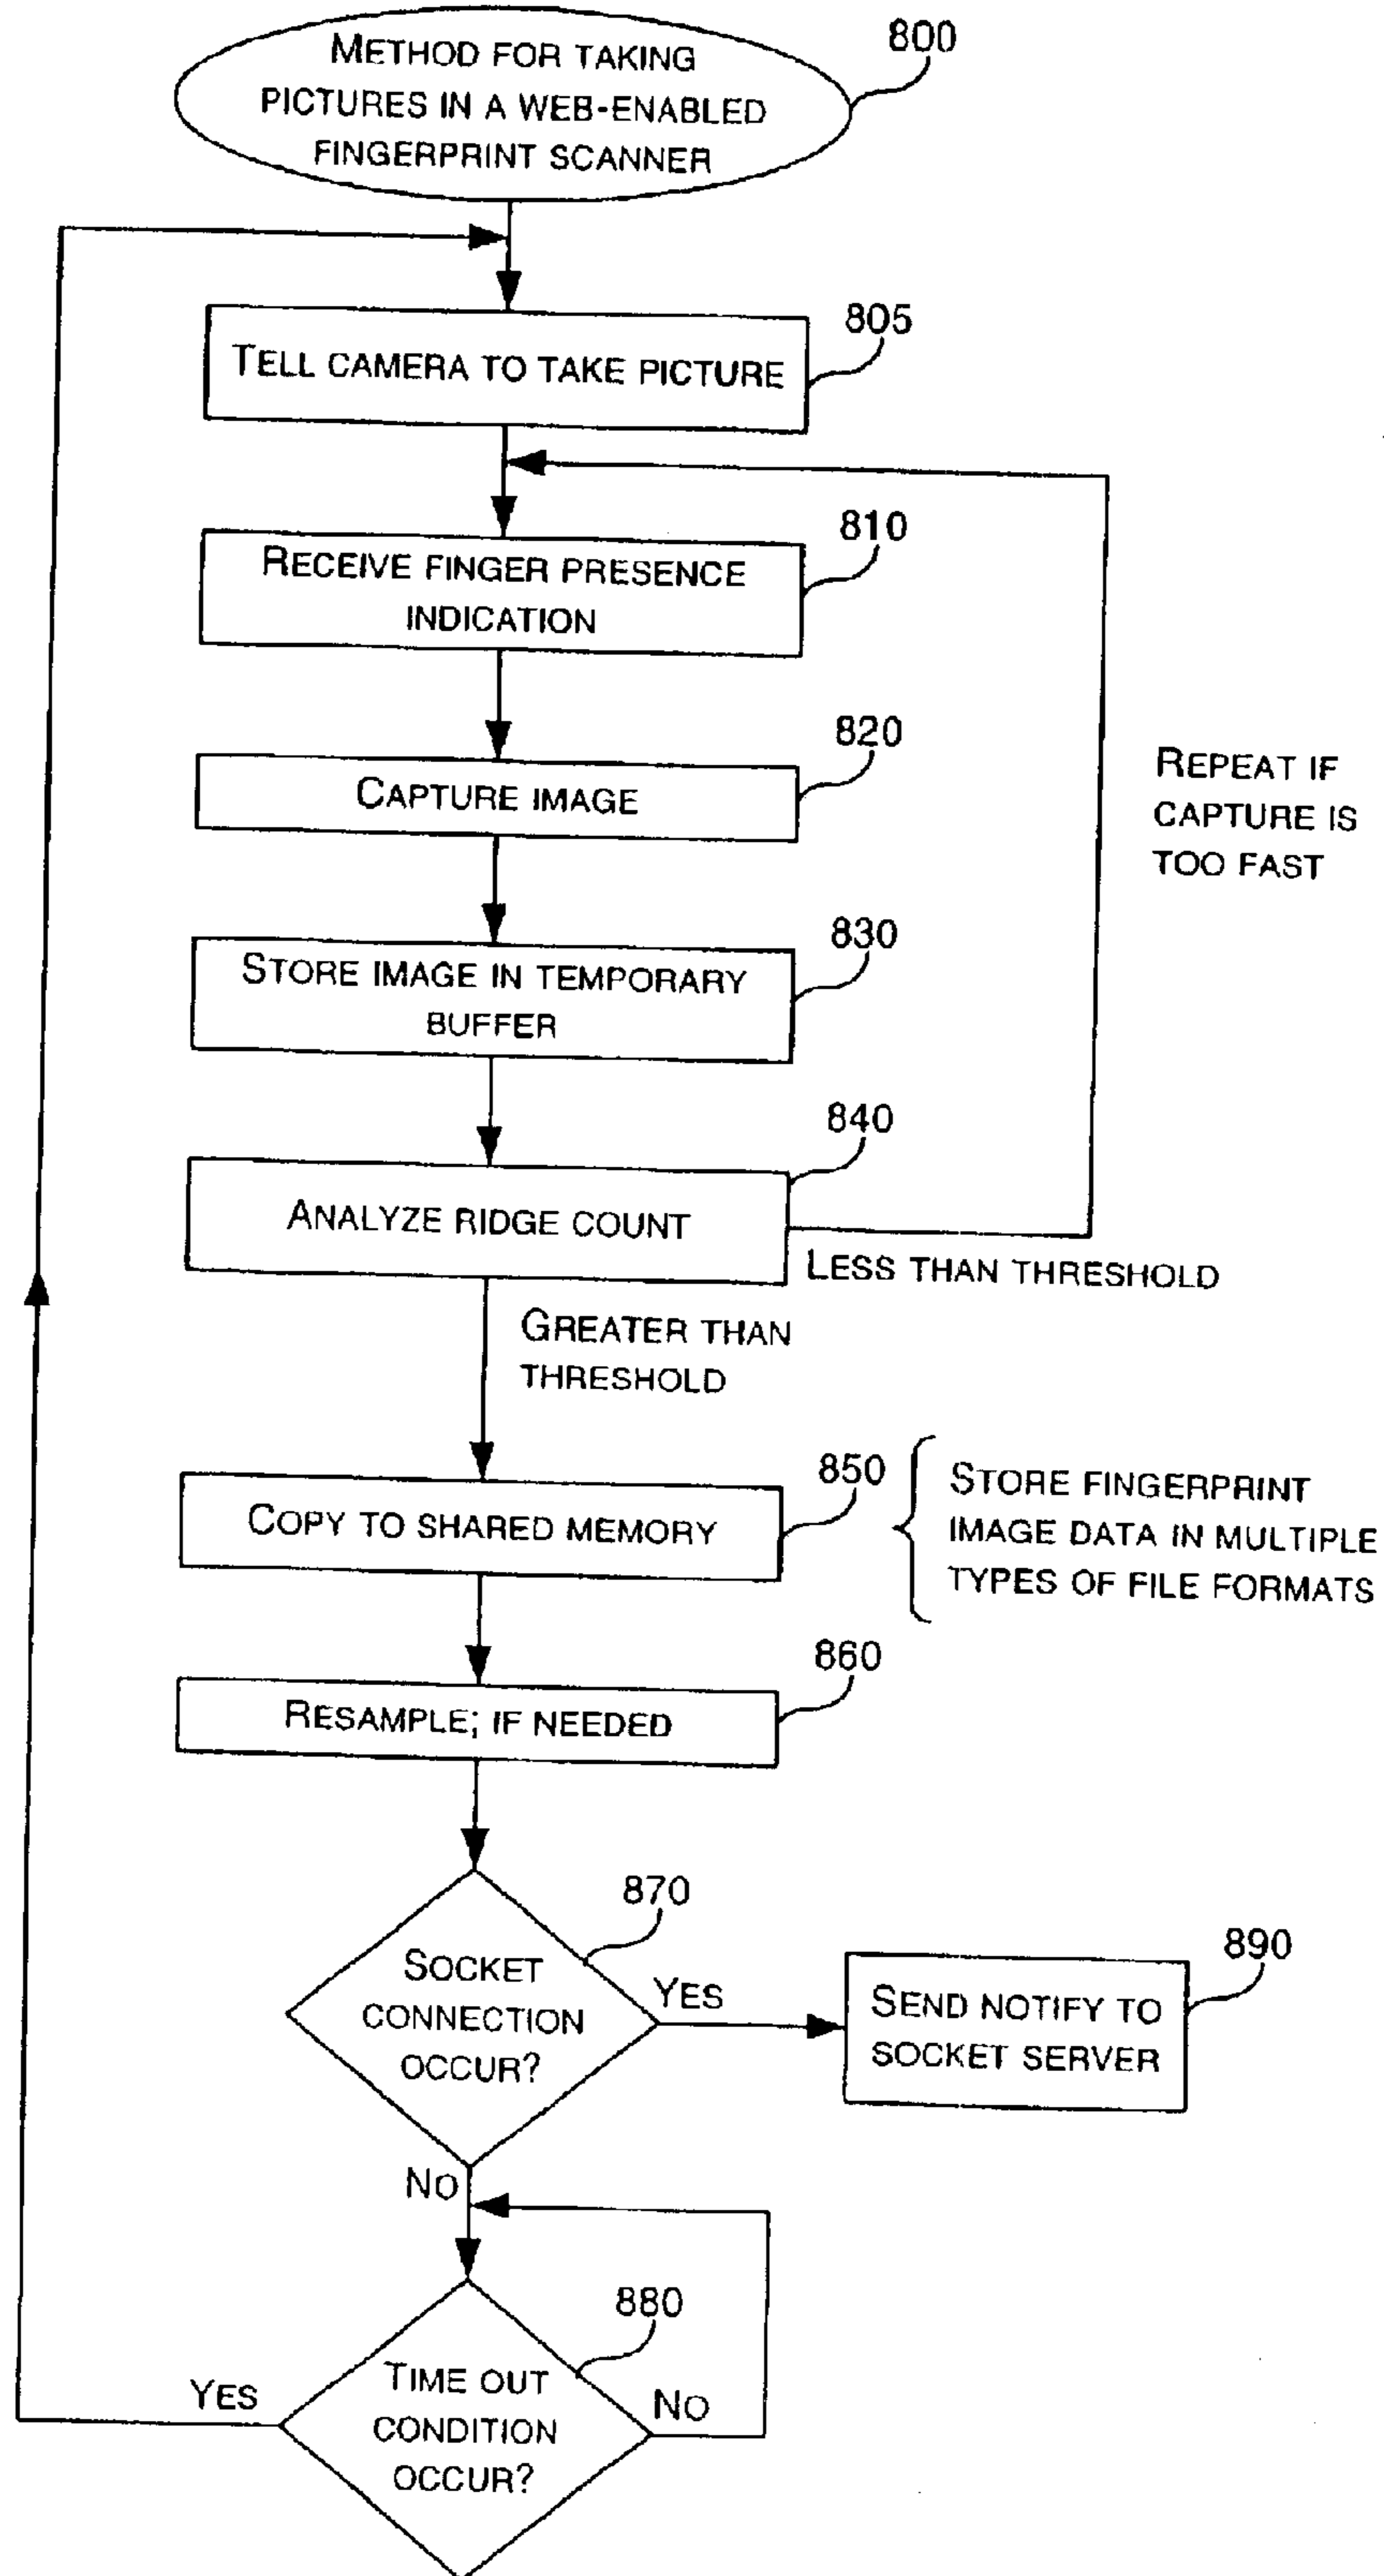 METHOD FOR TAKING
PICTURES IN A WEB-ENABLED
FINGERPRINT SCANNER
800
TELL CAMERA TO TAKE PICTURE
805
RECEIVE FINGER PRESENCE
INDICATION
810
CAPTURE IMAGE
820
REPEAT IF
CAPTURE IS
TOO FAST
STORE IMAGE IN TEMPORARY
BUFFER
830
ANALYZE RIDGE COUNT
840
LESS THAN THRESHOLD
GREATER THAN
THRESHOLD
COPY TO SHARED MEMORY
850
STORE FINGERPRINT
IMAGE DATA IN MULTIPLE
TYPES OF FILE FORMATS
RESAMPLE; IF NEEDED
860
SOCKET
CONNECTION
OCCUR?
870
YES
SEND NOTIFY TO
SOCKET SERVER
890
NO
TIME OUT
CONDITION
OCCUR?
880
YES
NO